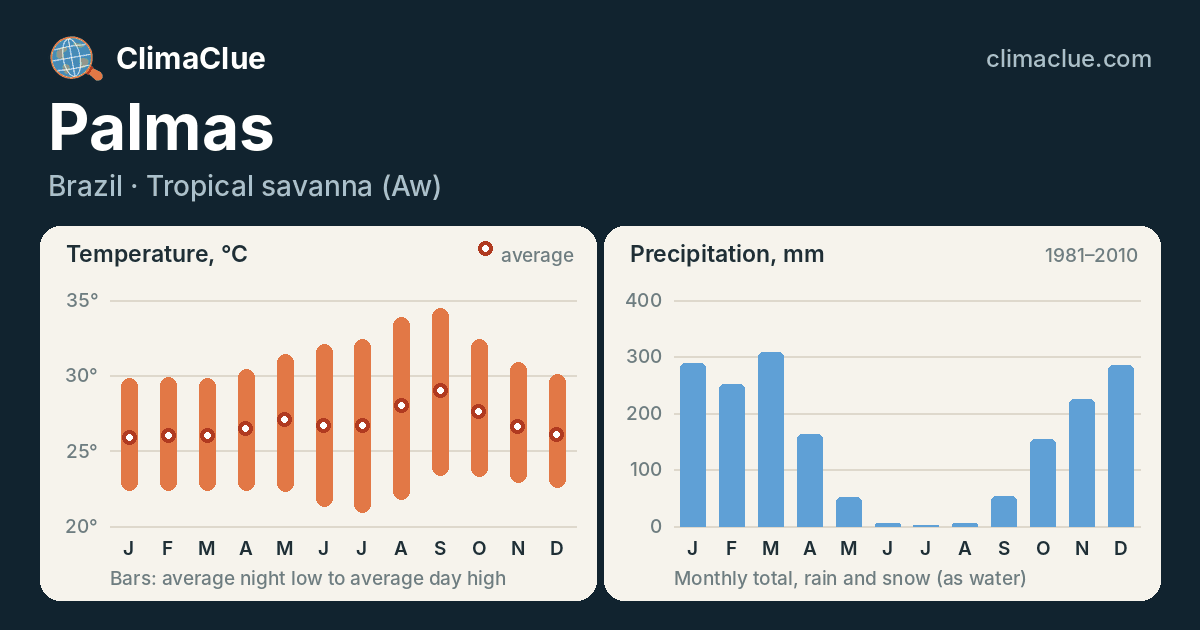 ClimaClue
climaclue.com
Palmas
Brazil · Tropical savanna (Aw)
Temperature, °C
average
35°
30°
25°
20°
J F M A M J J A S O N D
Bars: average night low to average day high
Precipitation, mm
1981–2010
400
300
200
100
0
J F M A M J J A S O N D
Monthly total, rain and snow (as water)